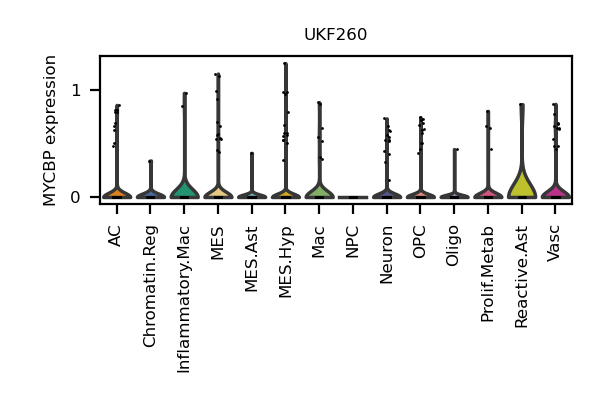 UKF260
MYCBP expression
1
0
AC
Chromatin.Reg
Inflammatory.Mac
MES
MES.Ast
MES.Hyp
Mac
NPC
Neuron
OPC
Oligo
Prolif.Metab
Reactive.Ast
Vasc